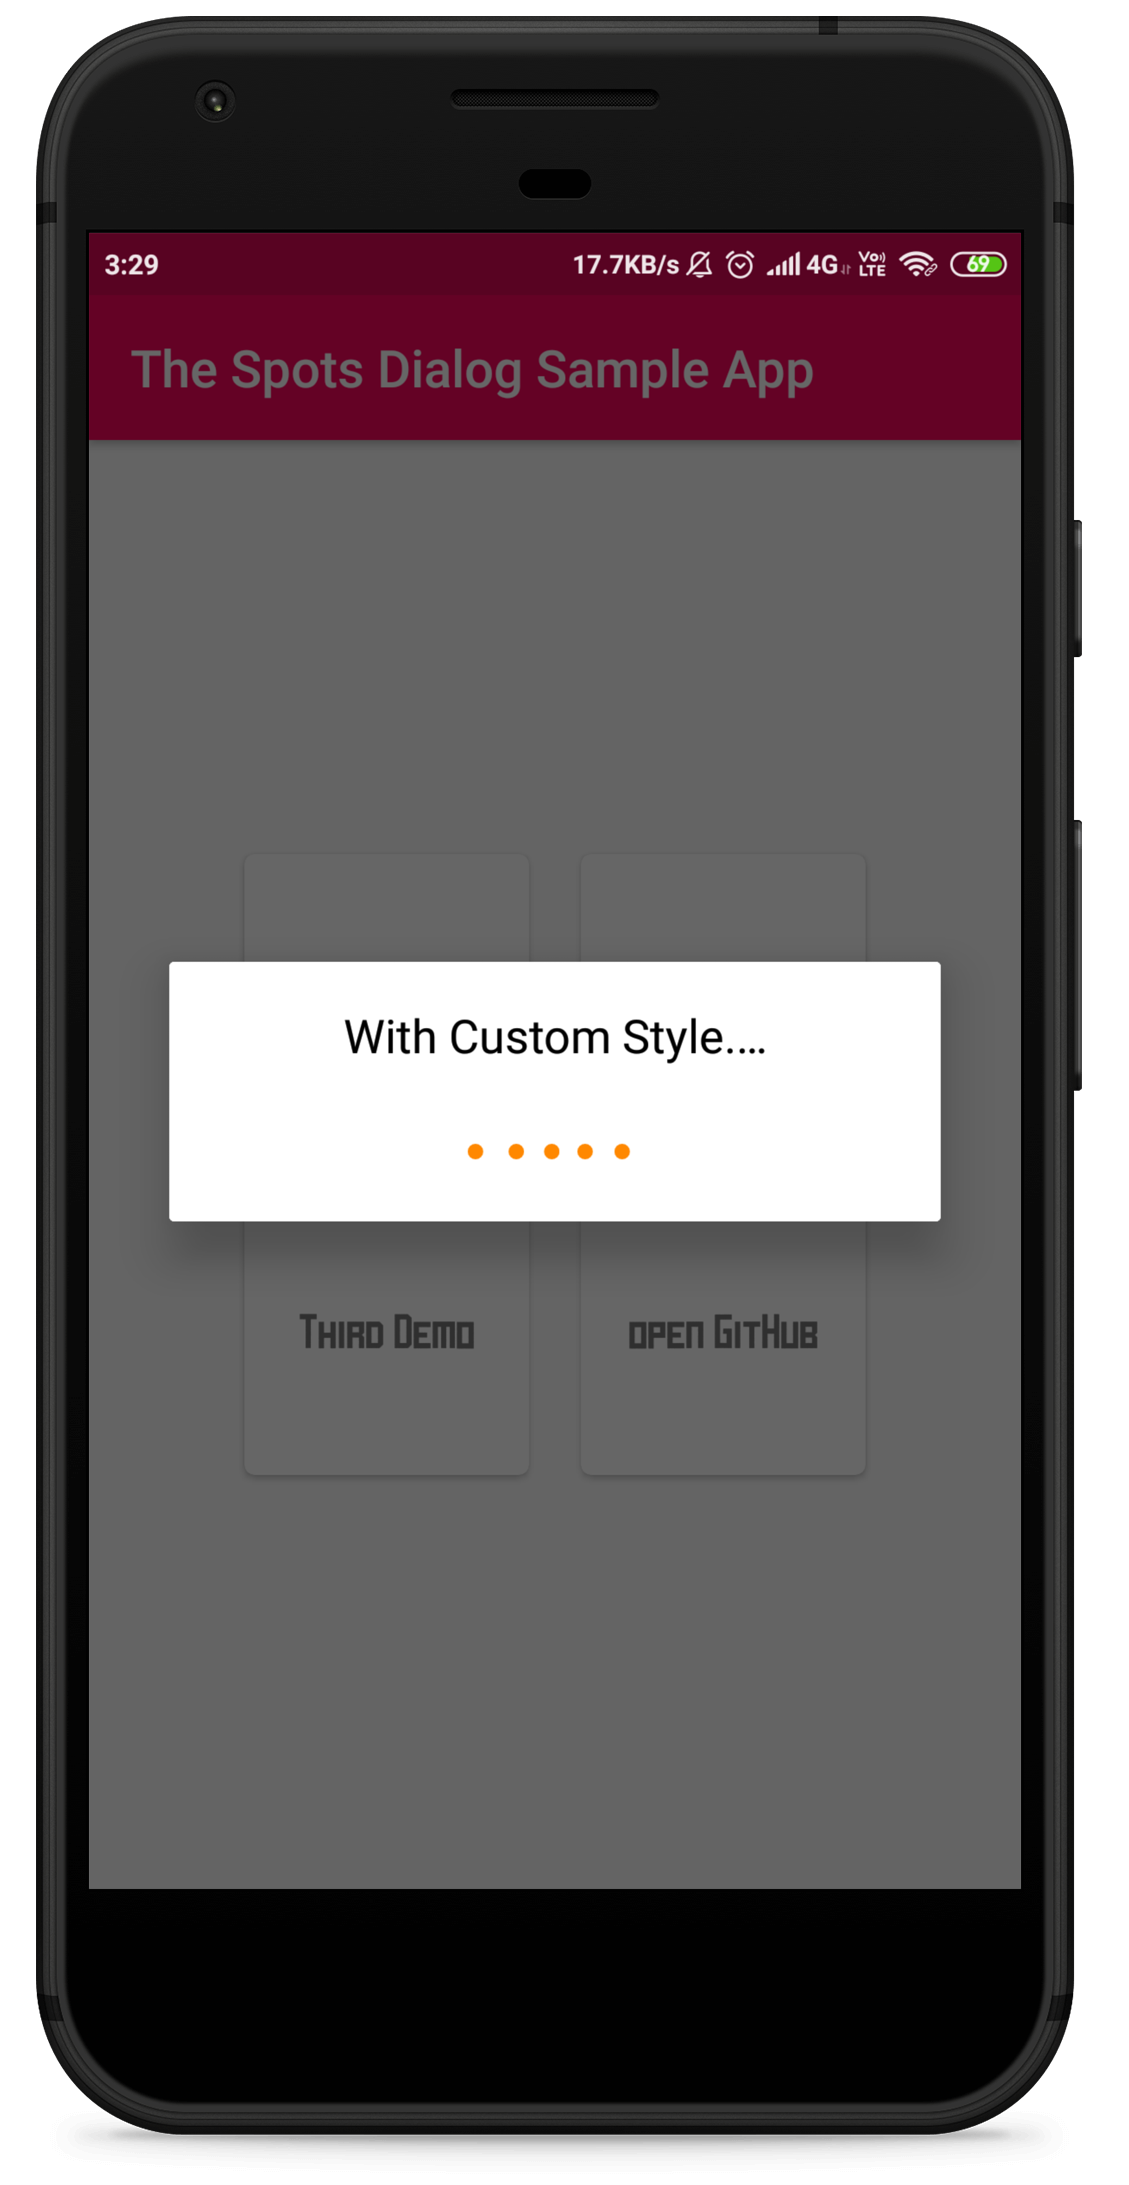 3:29 17.7KB/s 4G Vo)) LTE 69
The Spots Dialog Sample App
With Custom Style....
Third Demo open GitHub